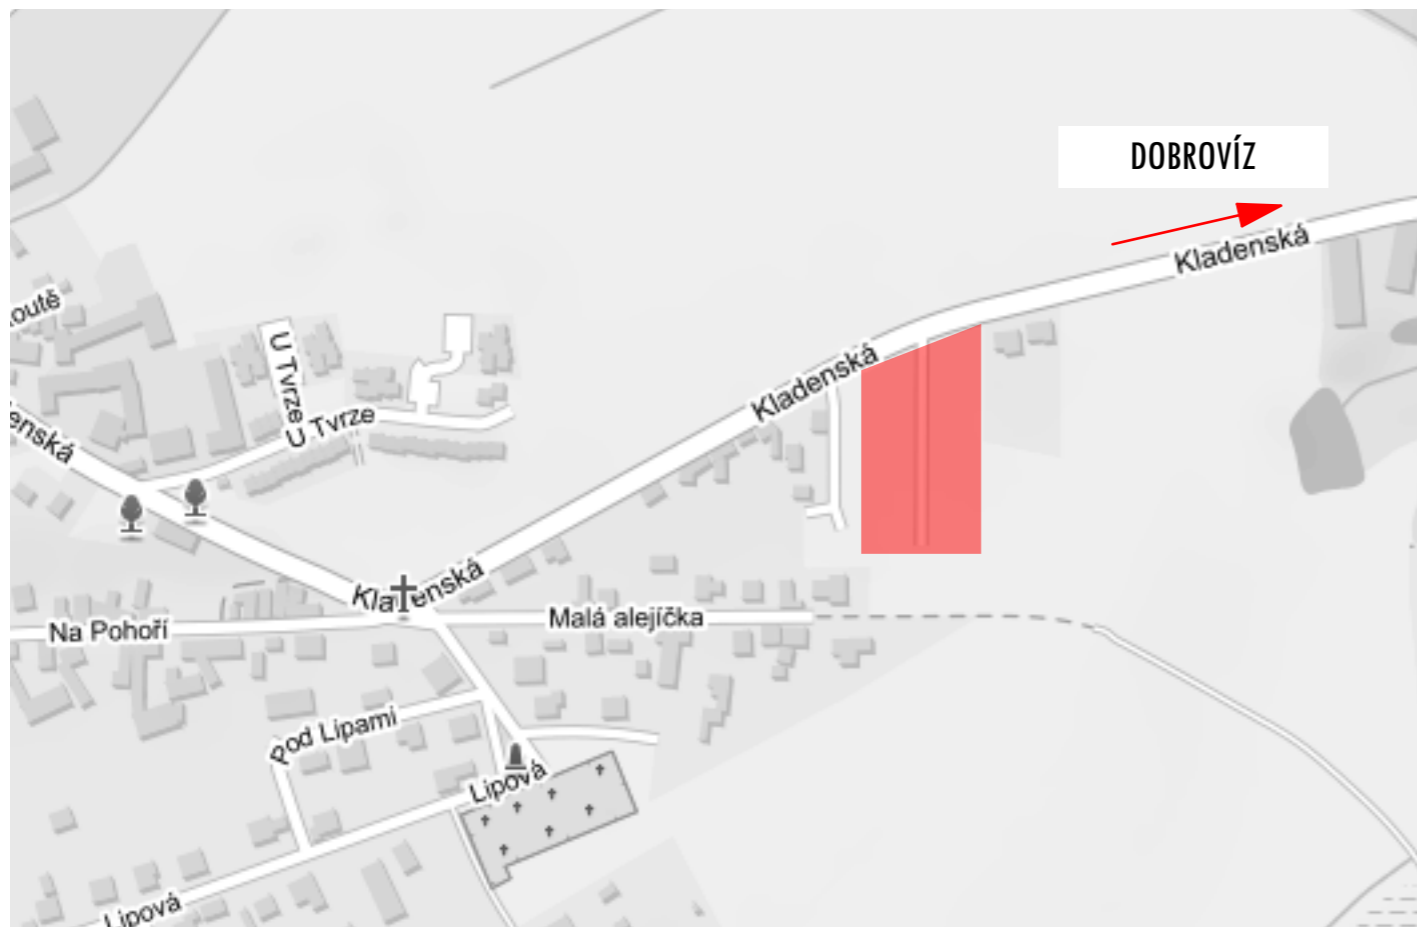 DOBROVÍZ
Kladenská
outě
U Tvrze
U Tvrze
Kladenská
enská
Kladenská
Malá alejíčka
Na Pohoří
Pod Lipami
Lipová
Lipová